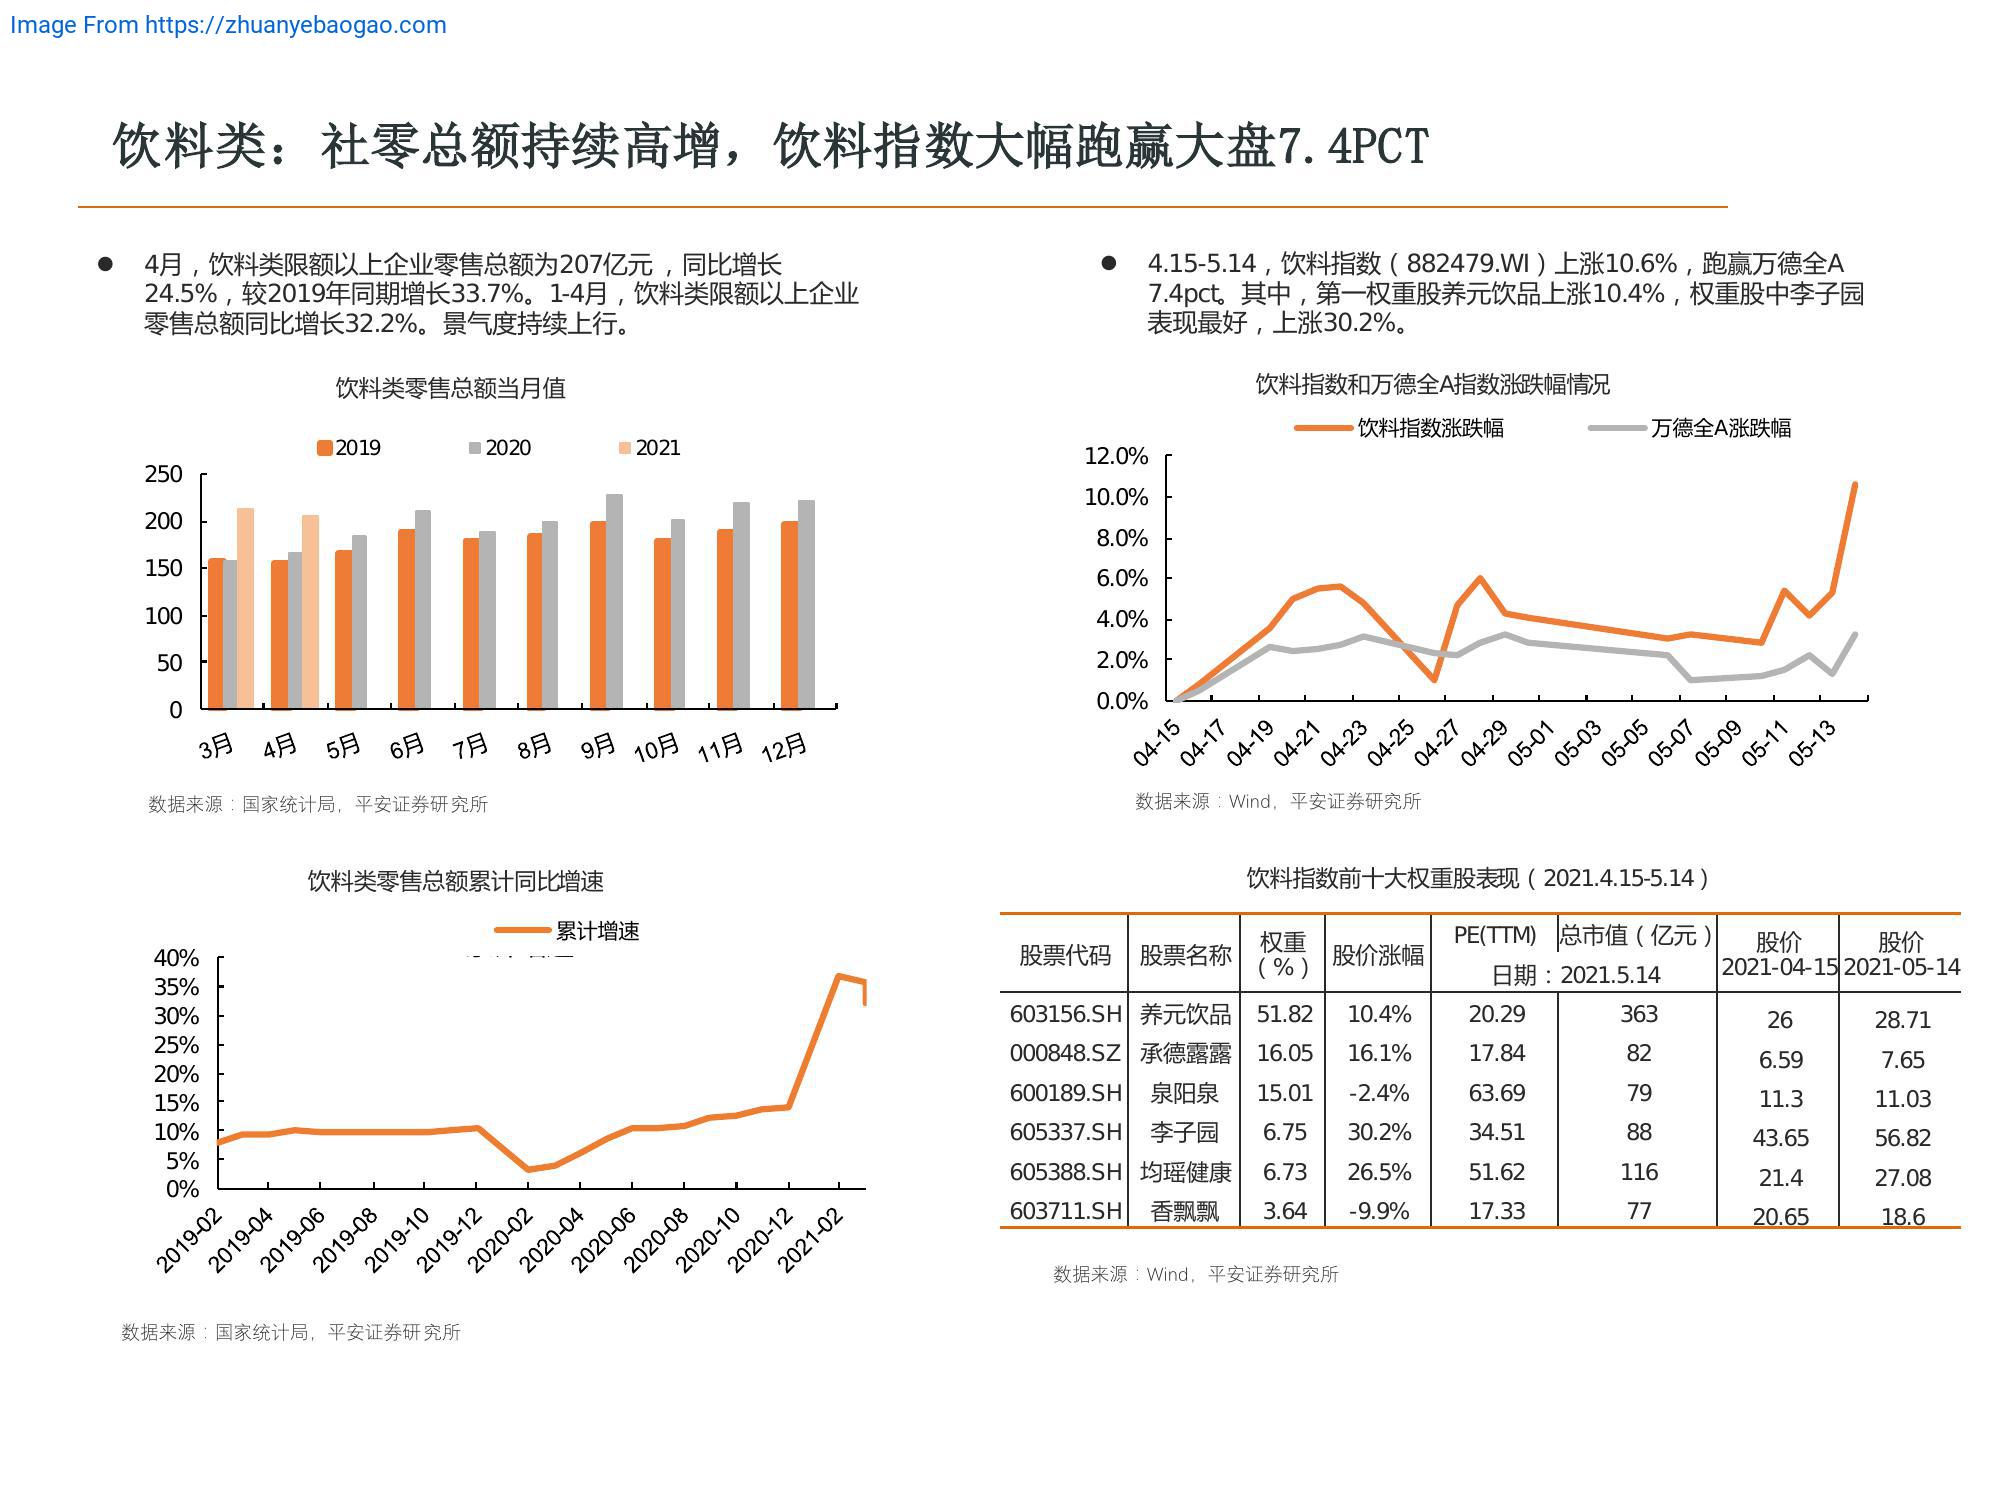 Image From https://zhuanyebaogao.com
饮料类：社零总额持续高增，饮料指数大幅跑赢大盘7.4PCT
● 4月，饮料类限额以上企业零售总额为207亿元，同比增长
24.5%，较2019年同期增长33.7%。1-4月，饮料类限额以上企业
零售总额同比增长32.2%。景气度持续上行。
饮料类零售总额当月值
2019 2020 2021
250
200
150
100
50
0
3月 4月 5月 6月 7月 8月 9月 10月 11月 12月
数据来源：国家统计局，平安证券研究所
饮料类零售总额累计同比增速
累计增速
40%
35%
30%
25%
20%
15%
10%
5%
0%
2019-02 2019-04 2019-06 2019-08 2019-10 2019-12 2020-02 2020-04 2020-06 2020-08 2020-10 2020-12 2021-02
数据来源：国家统计局，平安证券研究所
● 4.15-5.14，饮料指数（882479.WI）上涨10.6%，跑赢万德全A
7.4pct。其中，第一权重股养元饮品上涨10.4%，权重股中李子园
表现最好，上涨30.2%。
饮料指数和万德全A指数涨跌幅情况
饮料指数涨跌幅 万德全A涨跌幅
12.0%
10.0%
8.0%
6.0%
4.0%
2.0%
0.0%
04-15 04-17 04-19 04-21 04-23 04-25 04-27 04-29 05-01 05-03 05-05 05-07 05-09 05-11 05-13
数据来源：Wind，平安证券研究所
饮料指数前十大权重股表现（2021.4.15-5.14）
股票代码 股票名称 权重（%） 股价涨幅 PE(TTM) 总市值（亿元） 股价 2021-04-15 股价 2021-05-14
日期：2021.5.14
603156.SH 养元饮品 51.82 10.4% 20.29 363 26 28.71
000848.SZ 承德露露 16.05 16.1% 17.84 82 6.59 7.65
600189.SH 泉阳泉 15.01 -2.4% 63.69 79 11.3 11.03
605337.SH 李子园 6.75 30.2% 34.51 88 43.65 56.82
605388.SH 均瑶健康 6.73 26.5% 51.62 116 21.4 27.08
603711.SH 香飘飘 3.64 -9.9% 17.33 77 20.65 18.6
数据来源：Wind，平安证券研究所